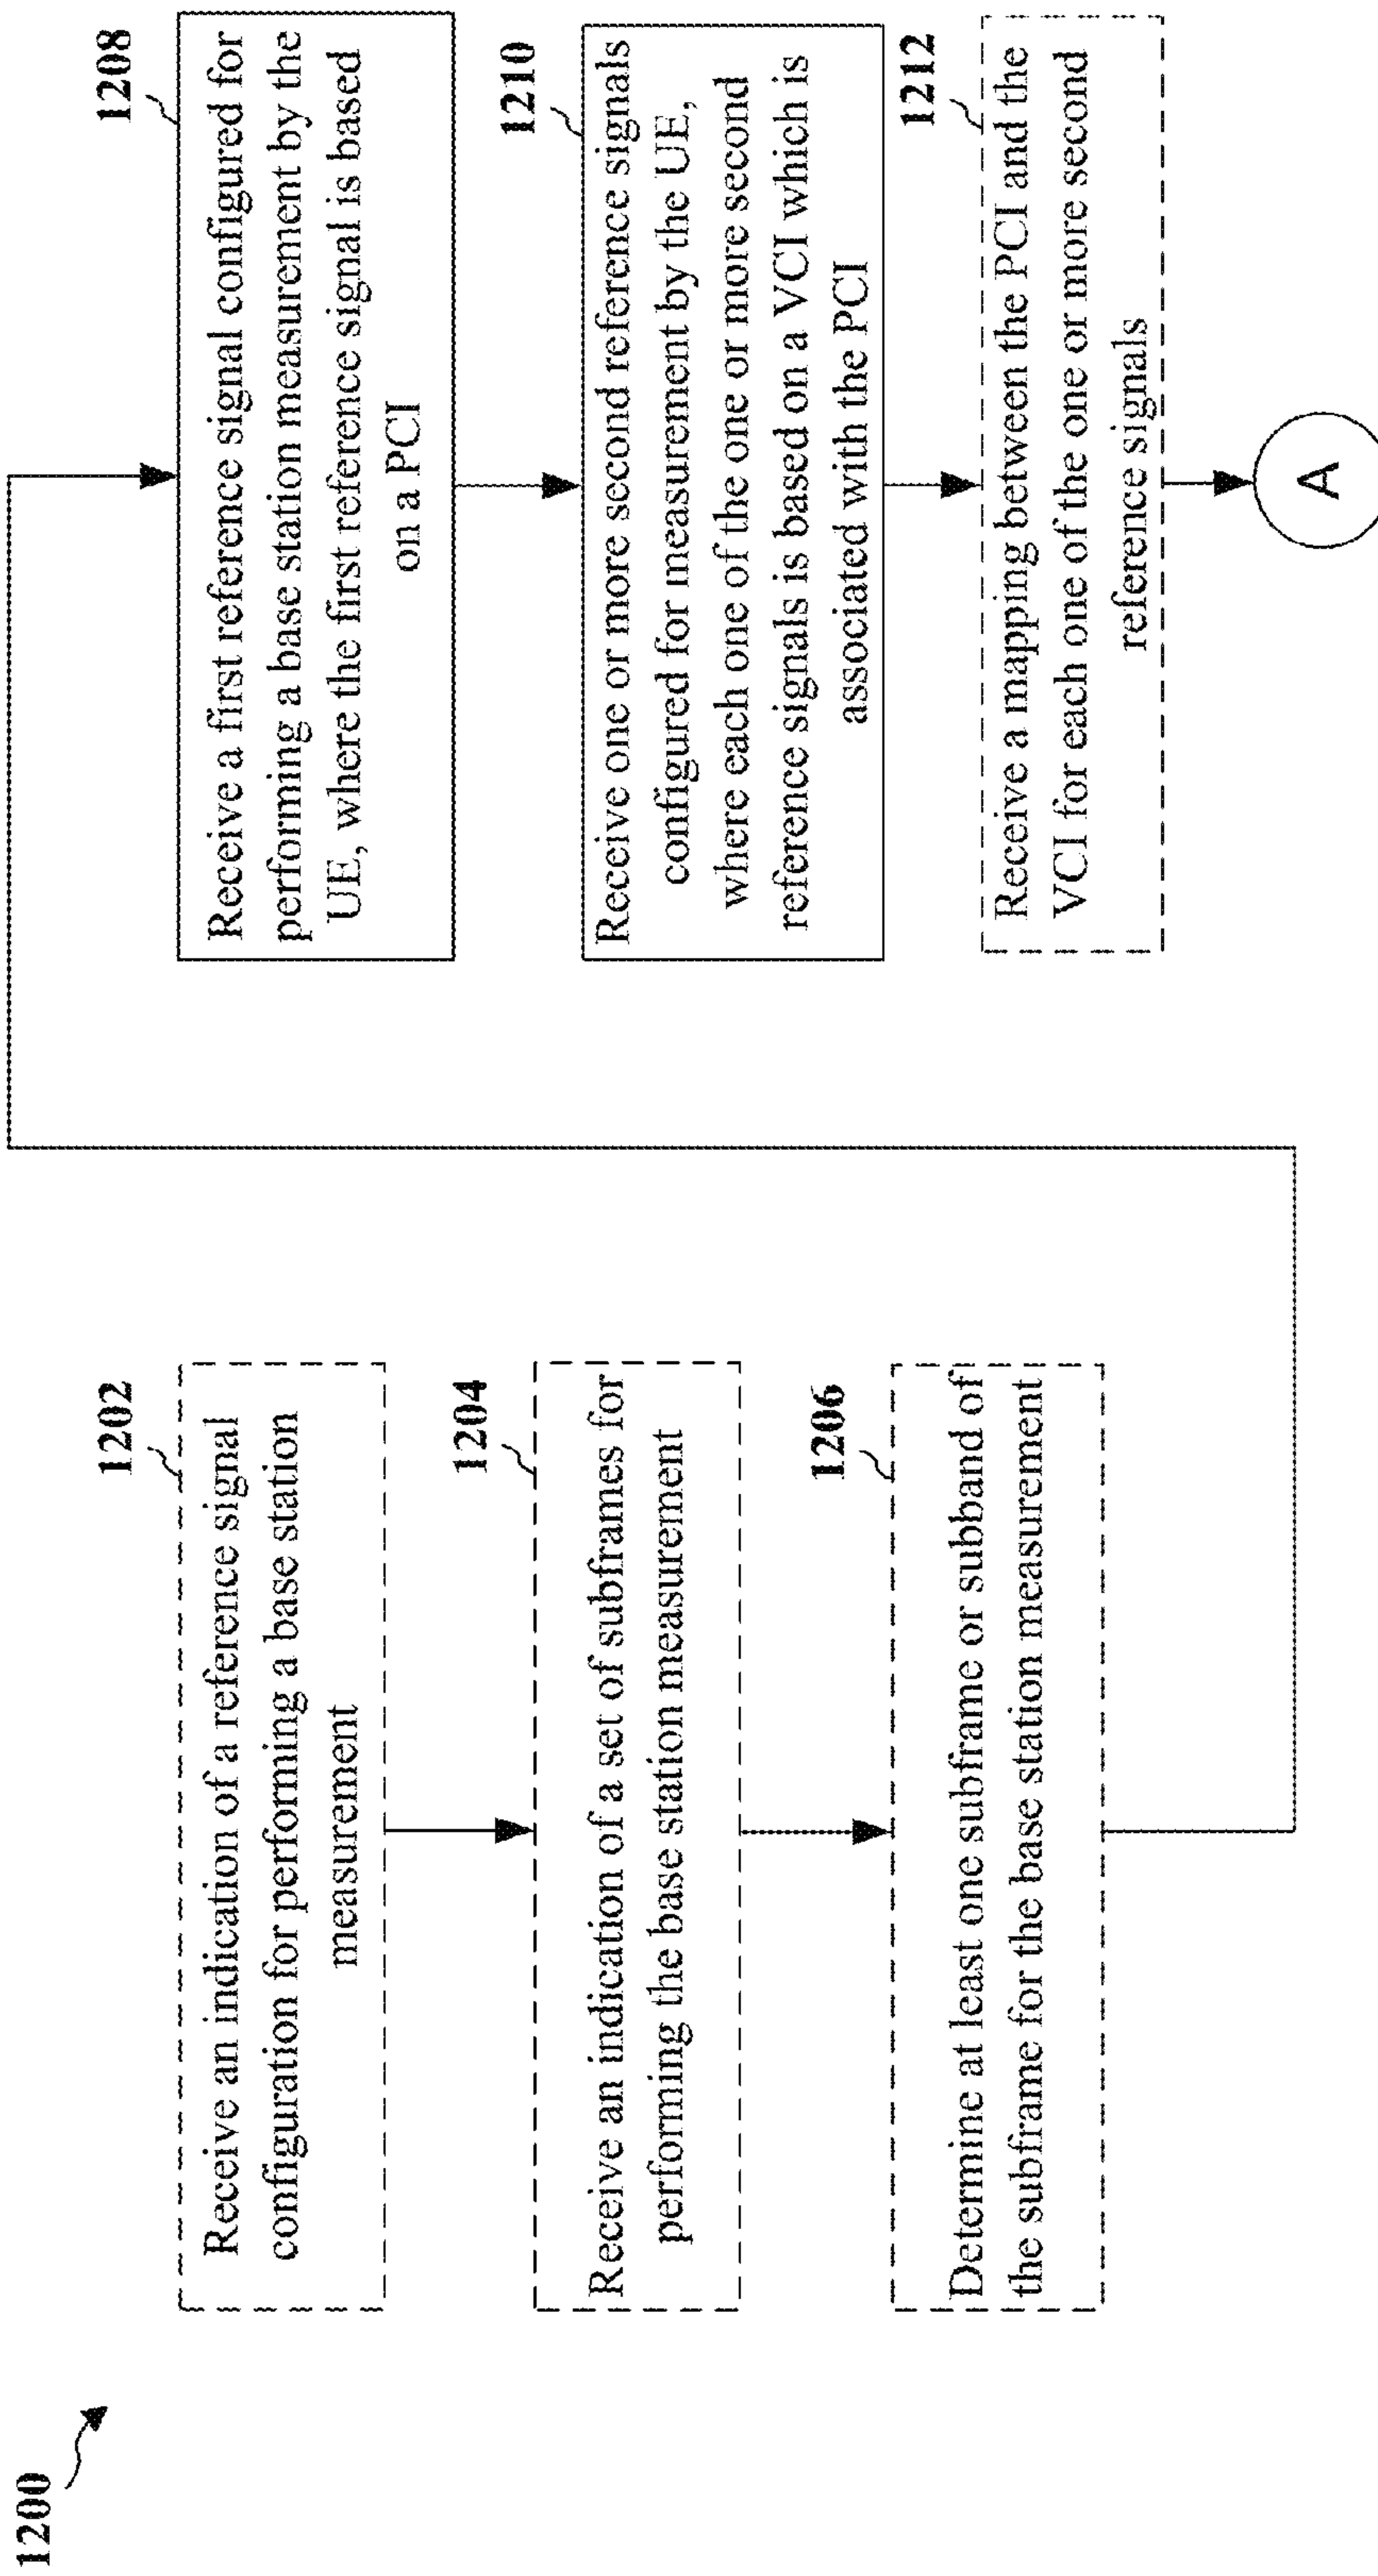 1200
1202
Receive an indication of a reference signal
configuration for performing a base station
measurement
1204
Receive an indication of a set of subframes for
performing the base station measurement
1206
Determine at least one subframe or subband of
the subframe for the base station measurement
1208
Receive a first reference signal configured for
performing a base station measurement by the
UE, where the first reference signal is based
on a PCI
1210
Receive one or more second reference signals
configured for measurement by the UE,
where each one of the one or more second
reference signals is based on a VCI which is
associated with the PCI
1212
Receive a mapping between the PCI and the
VCI for each one of the one or more second
reference signals
A